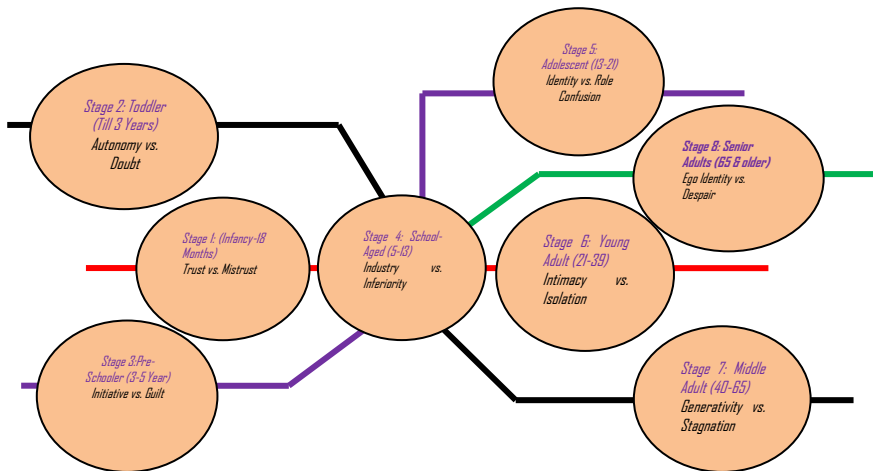 Stage 5:
Adolescent (13-21)
Identity vs. Role
Confusion
Stage 2: Toddler
(Till 3 Years)
Autonomy vs.
Doubt
Stage 8: Senior
Adults (65 & older)
Ego Identity vs.
Despair
Stage 1: (Infancy-18
Months)
Trust vs. Mistrust
Stage 4: School-
Aged (5-13)
Industry vs.
Inferiority
Stage 6: Young
Adult (21-39)
Intimacy vs.
Isolation
Stage 3:Pre-
Schooler (3-5 Year)
Initiative vs. Guilt
Stage 7: Middle
Adult (40-65)
Generativity vs.
Stagnation